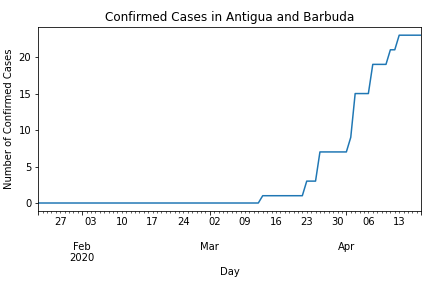 Confirmed Cases in Antigua and Barbuda
Number of Confirmed Cases
20
15
10
5
0
27 03 10 17 24 02 09 16 23 30 06 13
Feb Mar Apr
2020
Day